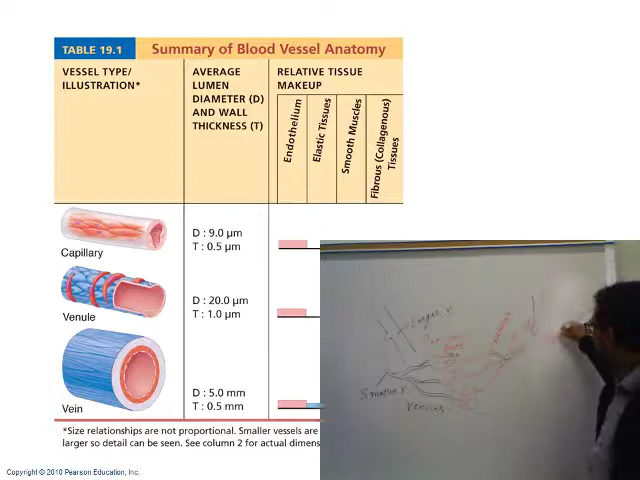 TABLE 19.1 Summary of Blood Vessel Anatomy
VESSEL TYPE/
ILLUSTRATION*
AVERAGE
LUMEN
DIAMETER (D)
AND WALL
THICKNESS (T)
RELATIVE TISSUE
MAKEUP
Endothelium
Elastic Tissues
Smooth Muscles
Fibrous (Collagenous)
Tissues
Capillary
D : 9.0 µm
T : 0.5 µm
Venule
D : 20.0 µm
T : 1.0 µm
Vein
D : 5.0 mm
T : 0.5 mm
*Size relationships are not proportional. Smaller vessels are
larger so detail can be seen. See column 2 for actual dimens
Copyright © 2010 Pearson Education, Inc.
Larger v.
Smaller v.
Venules